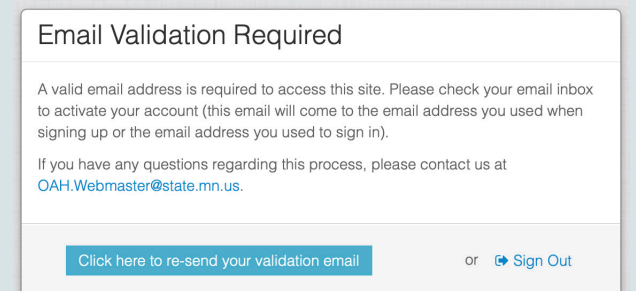 Email Validation Required
A valid email address is required to access this site. Please check your email inbox
to activate your account (this email will come to the email address you used when
signing up or the email address you used to sign in).
If you have any questions regarding this process, please contact us at
OAH.Webmaster@state.mn.us.
Click here to re-send your validation email or Sign Out